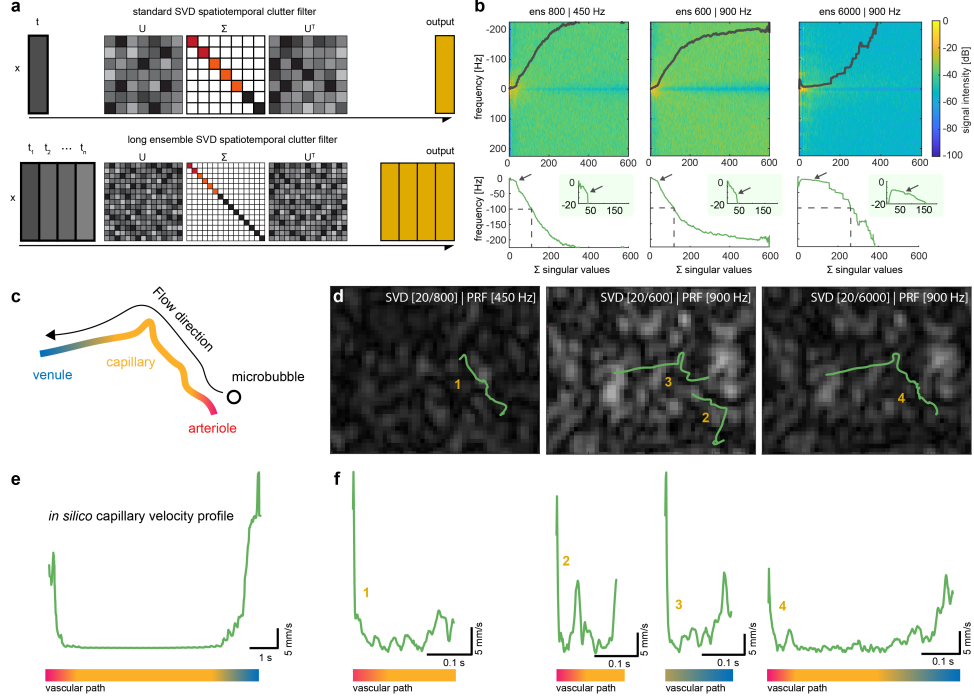 a
standard SVD spatiotemporal clutter filter
t
U
Σ
Uᵀ
output
x
long ensemble SVD spatiotemporal clutter filter
t₁ t₂ ⋯ tₙ
U
Σ
Uᵀ
output
x
b
ens 800 | 450 Hz
ens 600 | 900 Hz
ens 6000 | 900 Hz
frequency [Hz]
-200
-100
0
100
200
0 200 400 600
0 200 400 600
0 200 400 600
0
-20
-40
-60
-80
-100
signal intensity [dB]
frequency [Hz]
0
-50
-100
-150
-200
0
-20
50 150
0
-20
50 150
0
-20
50 150
0 200 400 600
0 200 400 600
0 200 400 600
Σ singular values
Σ singular values
Σ singular values
c
Flow direction
venule
capillary
microbubble
arteriole
d
SVD [20/800] | PRF [450 Hz]
1
SVD [20/600] | PRF [900 Hz]
3
2
SVD [20/6000] | PRF [900 Hz]
4
e
in silico capillary velocity profile
5 mm/s
1 s
vascular path
f
1
5 mm/s
0.1 s
vascular path
2
5 mm/s
0.1 s
vascular path
3
5 mm/s
0.1 s
vascular path
4
5 mm/s
0.1 s
vascular path